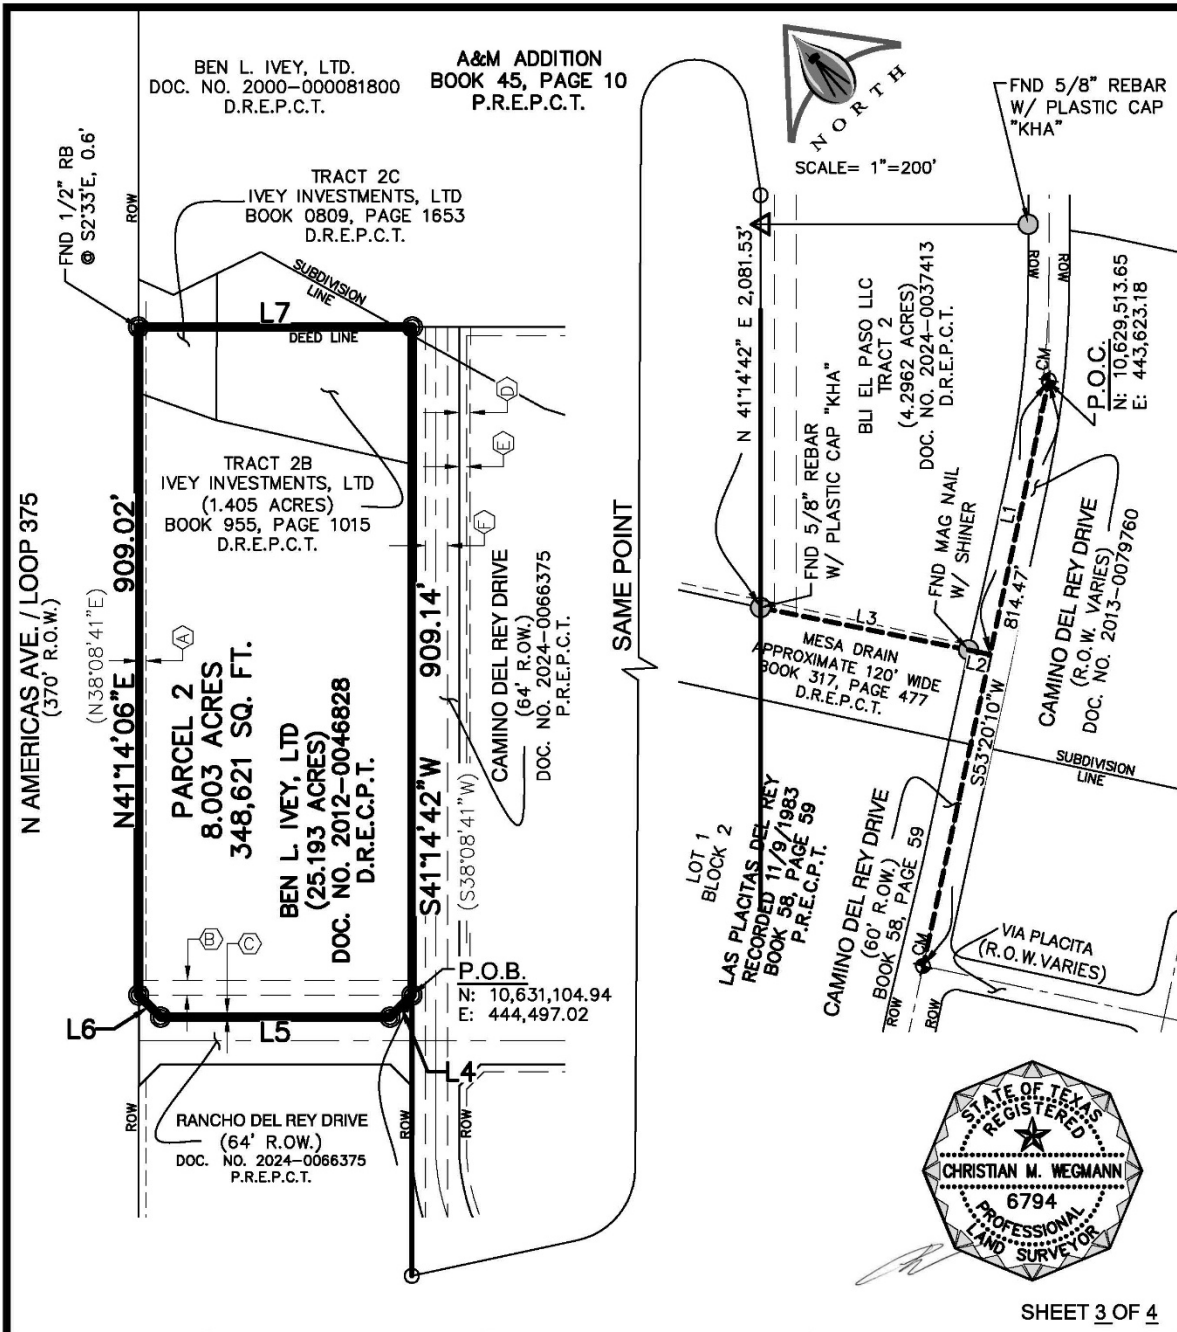 BEN L. IVEY, LTD.
DOC. NO. 2000-000081800
D.R.E.P.C.T.
A&M ADDITION
BOOK 45, PAGE 10
P.R.E.P.C.T.
NORTH
SCALE= 1"=200'
FND 5/8" REBAR
W/ PLASTIC CAP
"KHA"
FND 1/2" RB
@ S2°33'E, 0.6'
ROW
TRACT 2C
IVEY INVESTMENTS, LTD
BOOK 0809, PAGE 1653
D.R.E.P.C.T.
SUBDIVISION
LINE
L7
DEED LINE
D
E
F
TRACT 2B
IVEY INVESTMENTS, LTD
(1.405 ACRES)
BOOK 955, PAGE 1015
D.R.E.P.C.T.
N AMERICAS AVE. / LOOP 375
(370' R.O.W.)
(N38°08'41"E)
N41°14'06"E 909.02'
A
PARCEL 2
8.003 ACRES
348,621 SQ. FT.
BEN L. IVEY, LTD
(25.193 ACRES)
DOC. NO. 2012-0046828
D.R.E.C.P.T.
909.14'
S41°14'42"W
(S38°08'41"W)
CAMINO DEL REY DRIVE
(64' R.OW.)
DOC. NO. 2024-0066375
P.R.E.P.C.T.
B
C
P.O.B.
N: 10,631,104.94
E: 444,497.02
L6
L5
L4
RANCHO DEL REY DRIVE
(64' R.OW.)
DOC. NO. 2024-0066375
P.R.E.P.C.T.
ROW
ROW
ROW
SAME POINT
N 41°14'42" E 2,081.53'
BLI EL PASO LLC
TRACT 2
(4.2962 ACRES)
DOC. NO. 2024-0037413
D.R.E.P.C.T.
ROW
ROW
CM
P.O.C.
N: 10,629,513.65
E: 443,623.18
FND 5/8" REBAR
W/ PLASTIC CAP "KHA"
FND MAG NAIL
W/ SHINER
L1
814.47'
L3
L2
MESA DRAIN
APPROXIMATE 120' WIDE
BOOK 317, PAGE 477
D.R.E.P.C.T.
CAMINO DEL REY DRIVE
(R.O.W. VARIES)
DOC. NO. 2013-0079760
S53°20'10"W
SUBDIVISION
LINE
LOT 1
BLOCK 2
LAS PLACITAS DEL REY
RECORDED 11/9/1983
BOOK 58, PAGE 59
P.R.E.C.P.T.
CAMINO DEL REY DRIVE
(60' R.OW.)
BOOK 58, PAGE 59
CM
VIA PLACITA
(R.O.W. VARIES)
ROW
ROW
STATE OF TEXAS
REGISTERED
CHRISTIAN M. WEGMANN
6794
PROFESSIONAL
LAND SURVEYOR
SHEET 3 OF 4